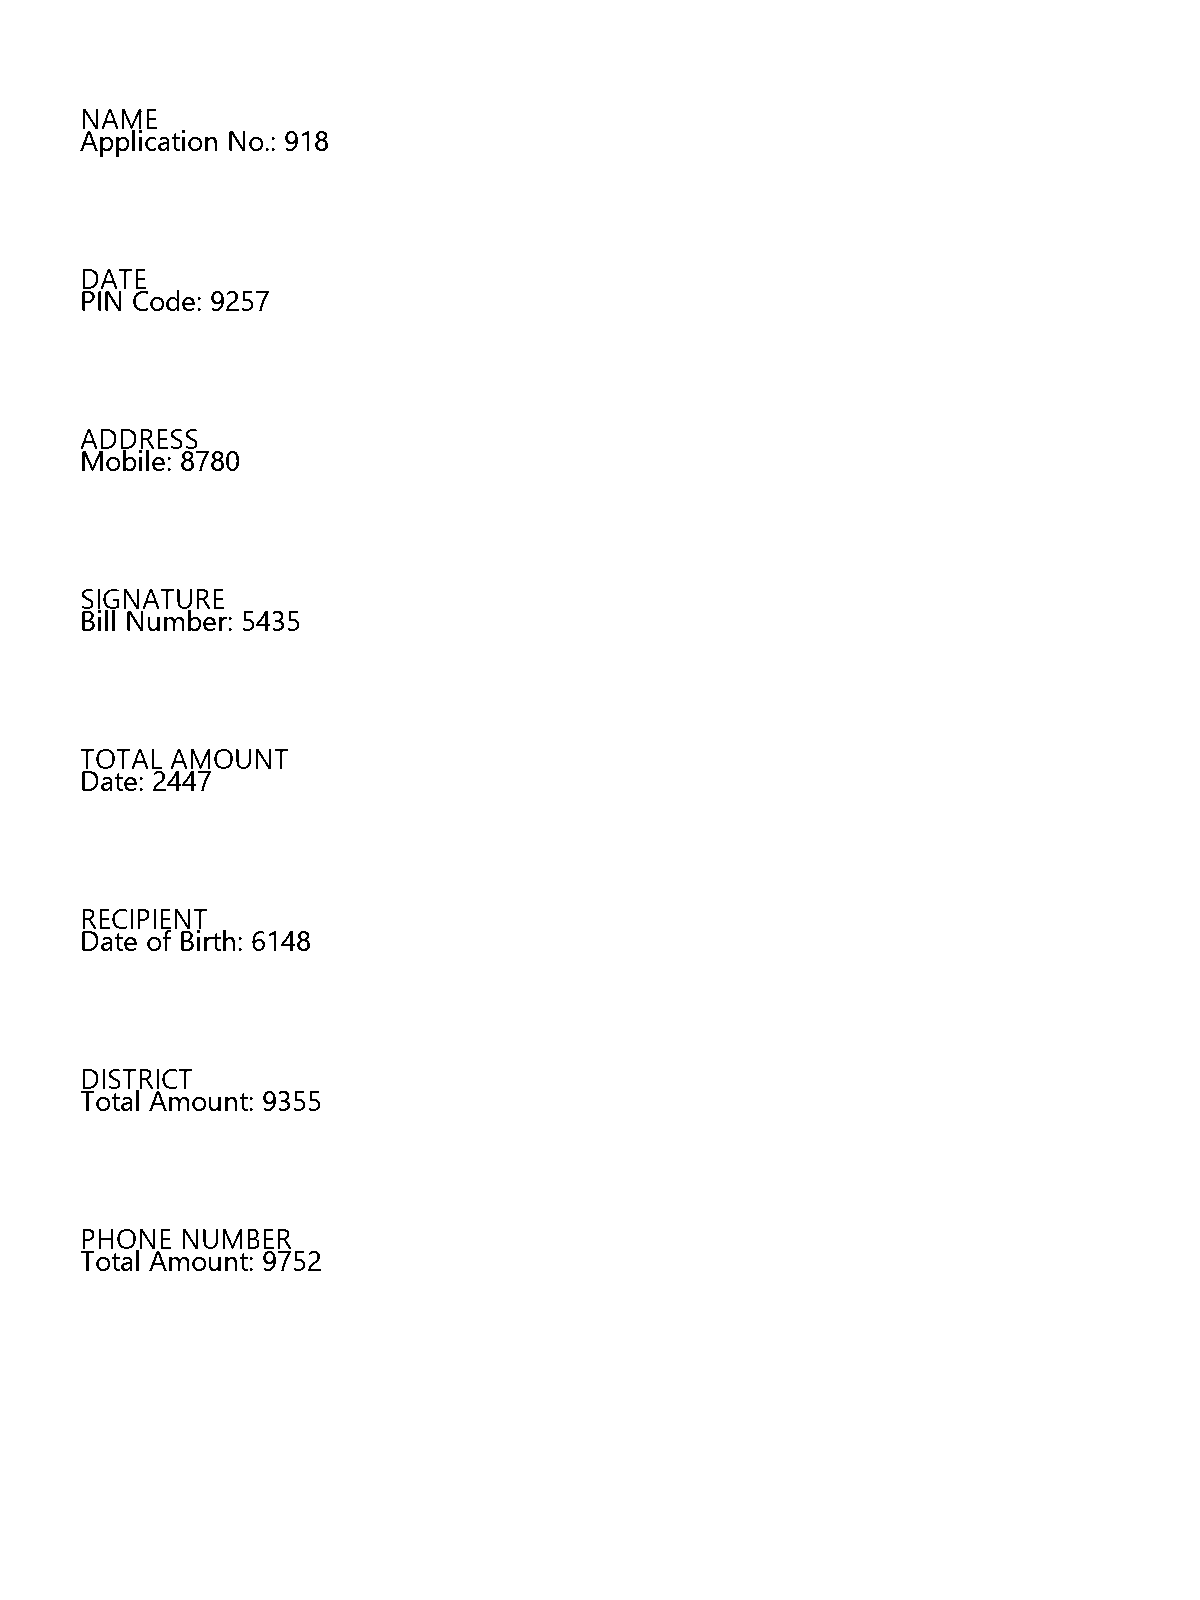 NAME
Application No.: 918
DATE
PIN Code: 9257
ADDRESS
Mobile: 8780
SIGNATURE
Bill Number: 5435
TOTAL AMOUNT
Date: 2447
RECIPIENT
Date of Birth: 6148
DISTRICT
Total Amount: 9355
PHONE NUMBER
Total Amount: 9752